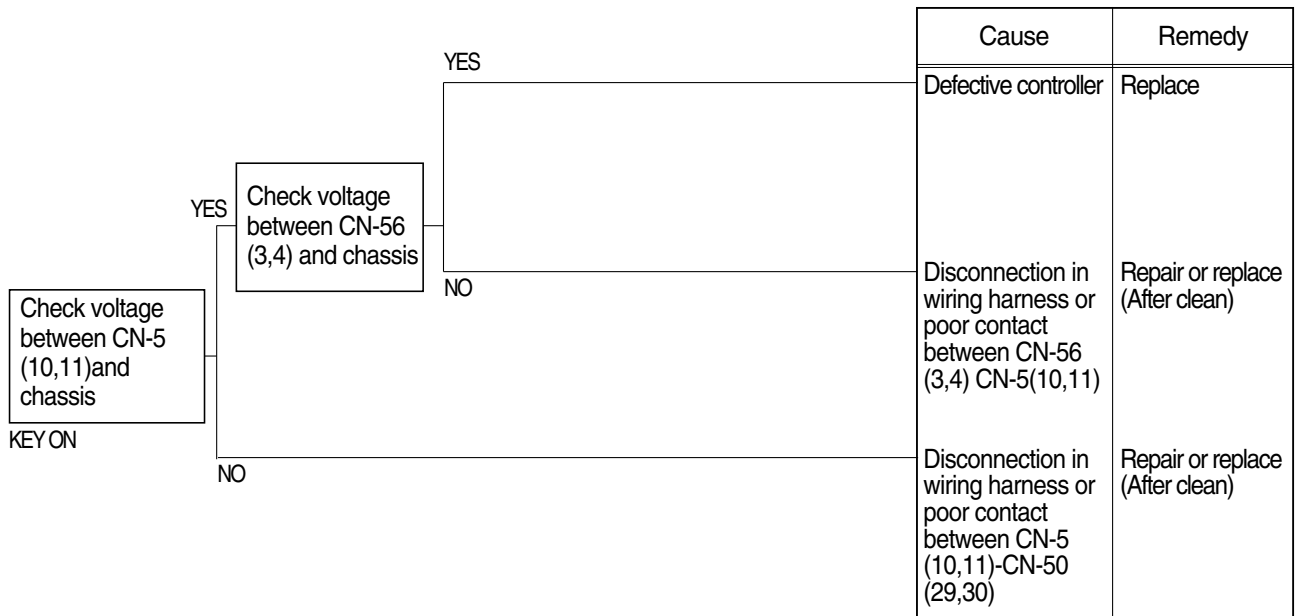 Cause
Remedy
YES
Defective controller
Replace
YES
Check voltage
between CN-56
(3,4) and chassis
NO
Disconnection in
wiring harness or
poor contact
between CN-56
(3,4) CN-5(10,11)
Repair or replace
(After clean)
Check voltage
between CN-5
(10,11)and
chassis
KEY ON
NO
Disconnection in
wiring harness or
poor contact
between CN-5
(10,11)-CN-50
(29,30)
Repair or replace
(After clean)